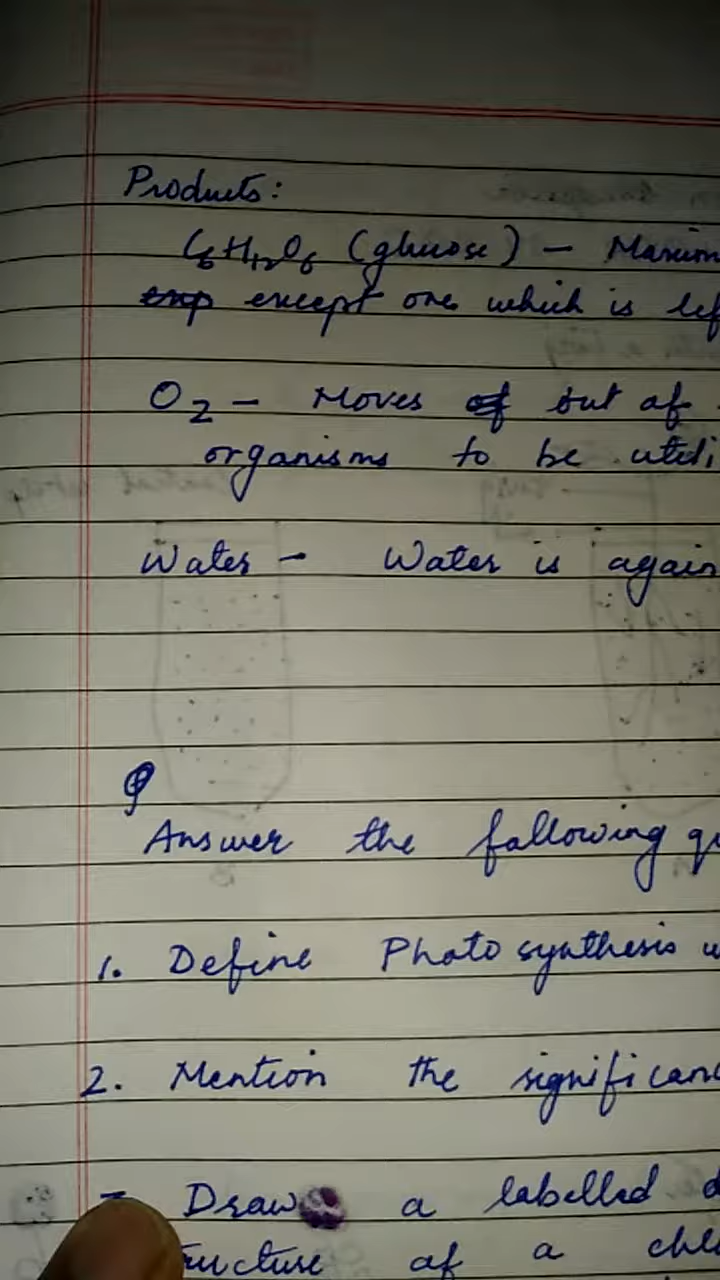 Products:
C6H12O6 (glucose) - Maxim
exp except one which is lef
O2 - Moves of out of
organisms to be utili
Water - Water is again
Q
Answer the following qu
1. Define Photosynthesis w
2. Mention the significanc
Draw a labelled d
ructure of a chl